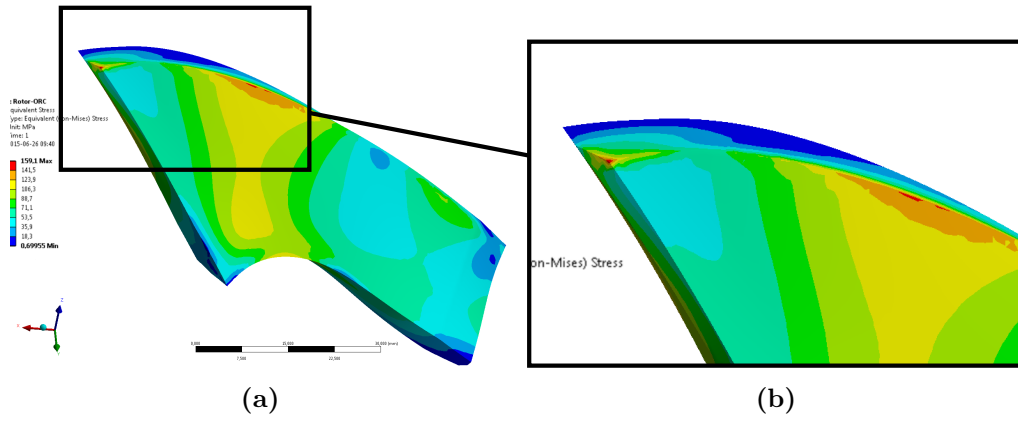 : Rotor-ORC
quivalent Stress
ype: Equivalent (von-Mises) Stress
Init: MPa
ime: 1
015-06-26 09:40
159,1 Max
141,5
123,9
106,3
88,7
71,1
53,5
35,9
18,3
0,69955 Min
0,000
15,000
30,000 (mm)
7,500
22,500
on-Mises) Stress
(a)
(b)